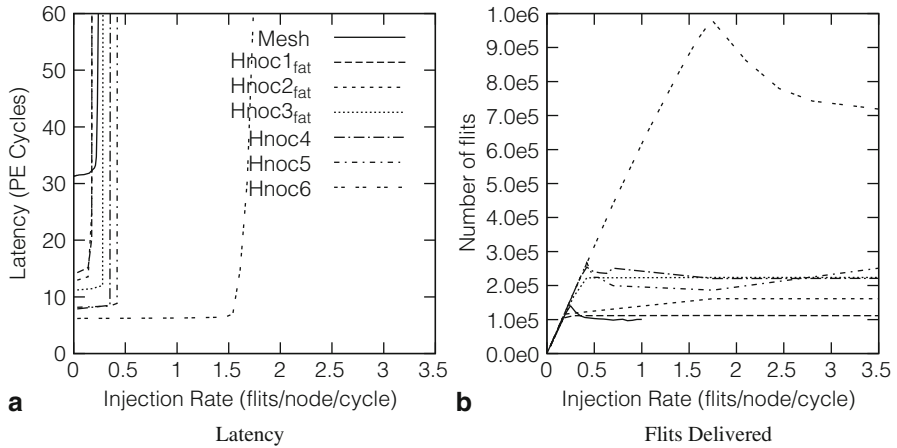 60
50
40
30
20
10
0
Latency (PE Cycles)
Mesh
Hnoc1fat
Hnoc2fat
Hnoc3fat
Hnoc4
Hnoc5
Hnoc6
0 0.5 1 1.5 2 2.5 3 3.5
Injection Rate (flits/node/cycle)
a
Latency
1.0e6
9.0e5
8.0e5
7.0e5
6.0e5
5.0e5
4.0e5
3.0e5
2.0e5
1.0e5
0.0e0
Number of flits
0 0.5 1 1.5 2 2.5 3 3.5
Injection Rate (flits/node/cycle)
b
Flits Delivered